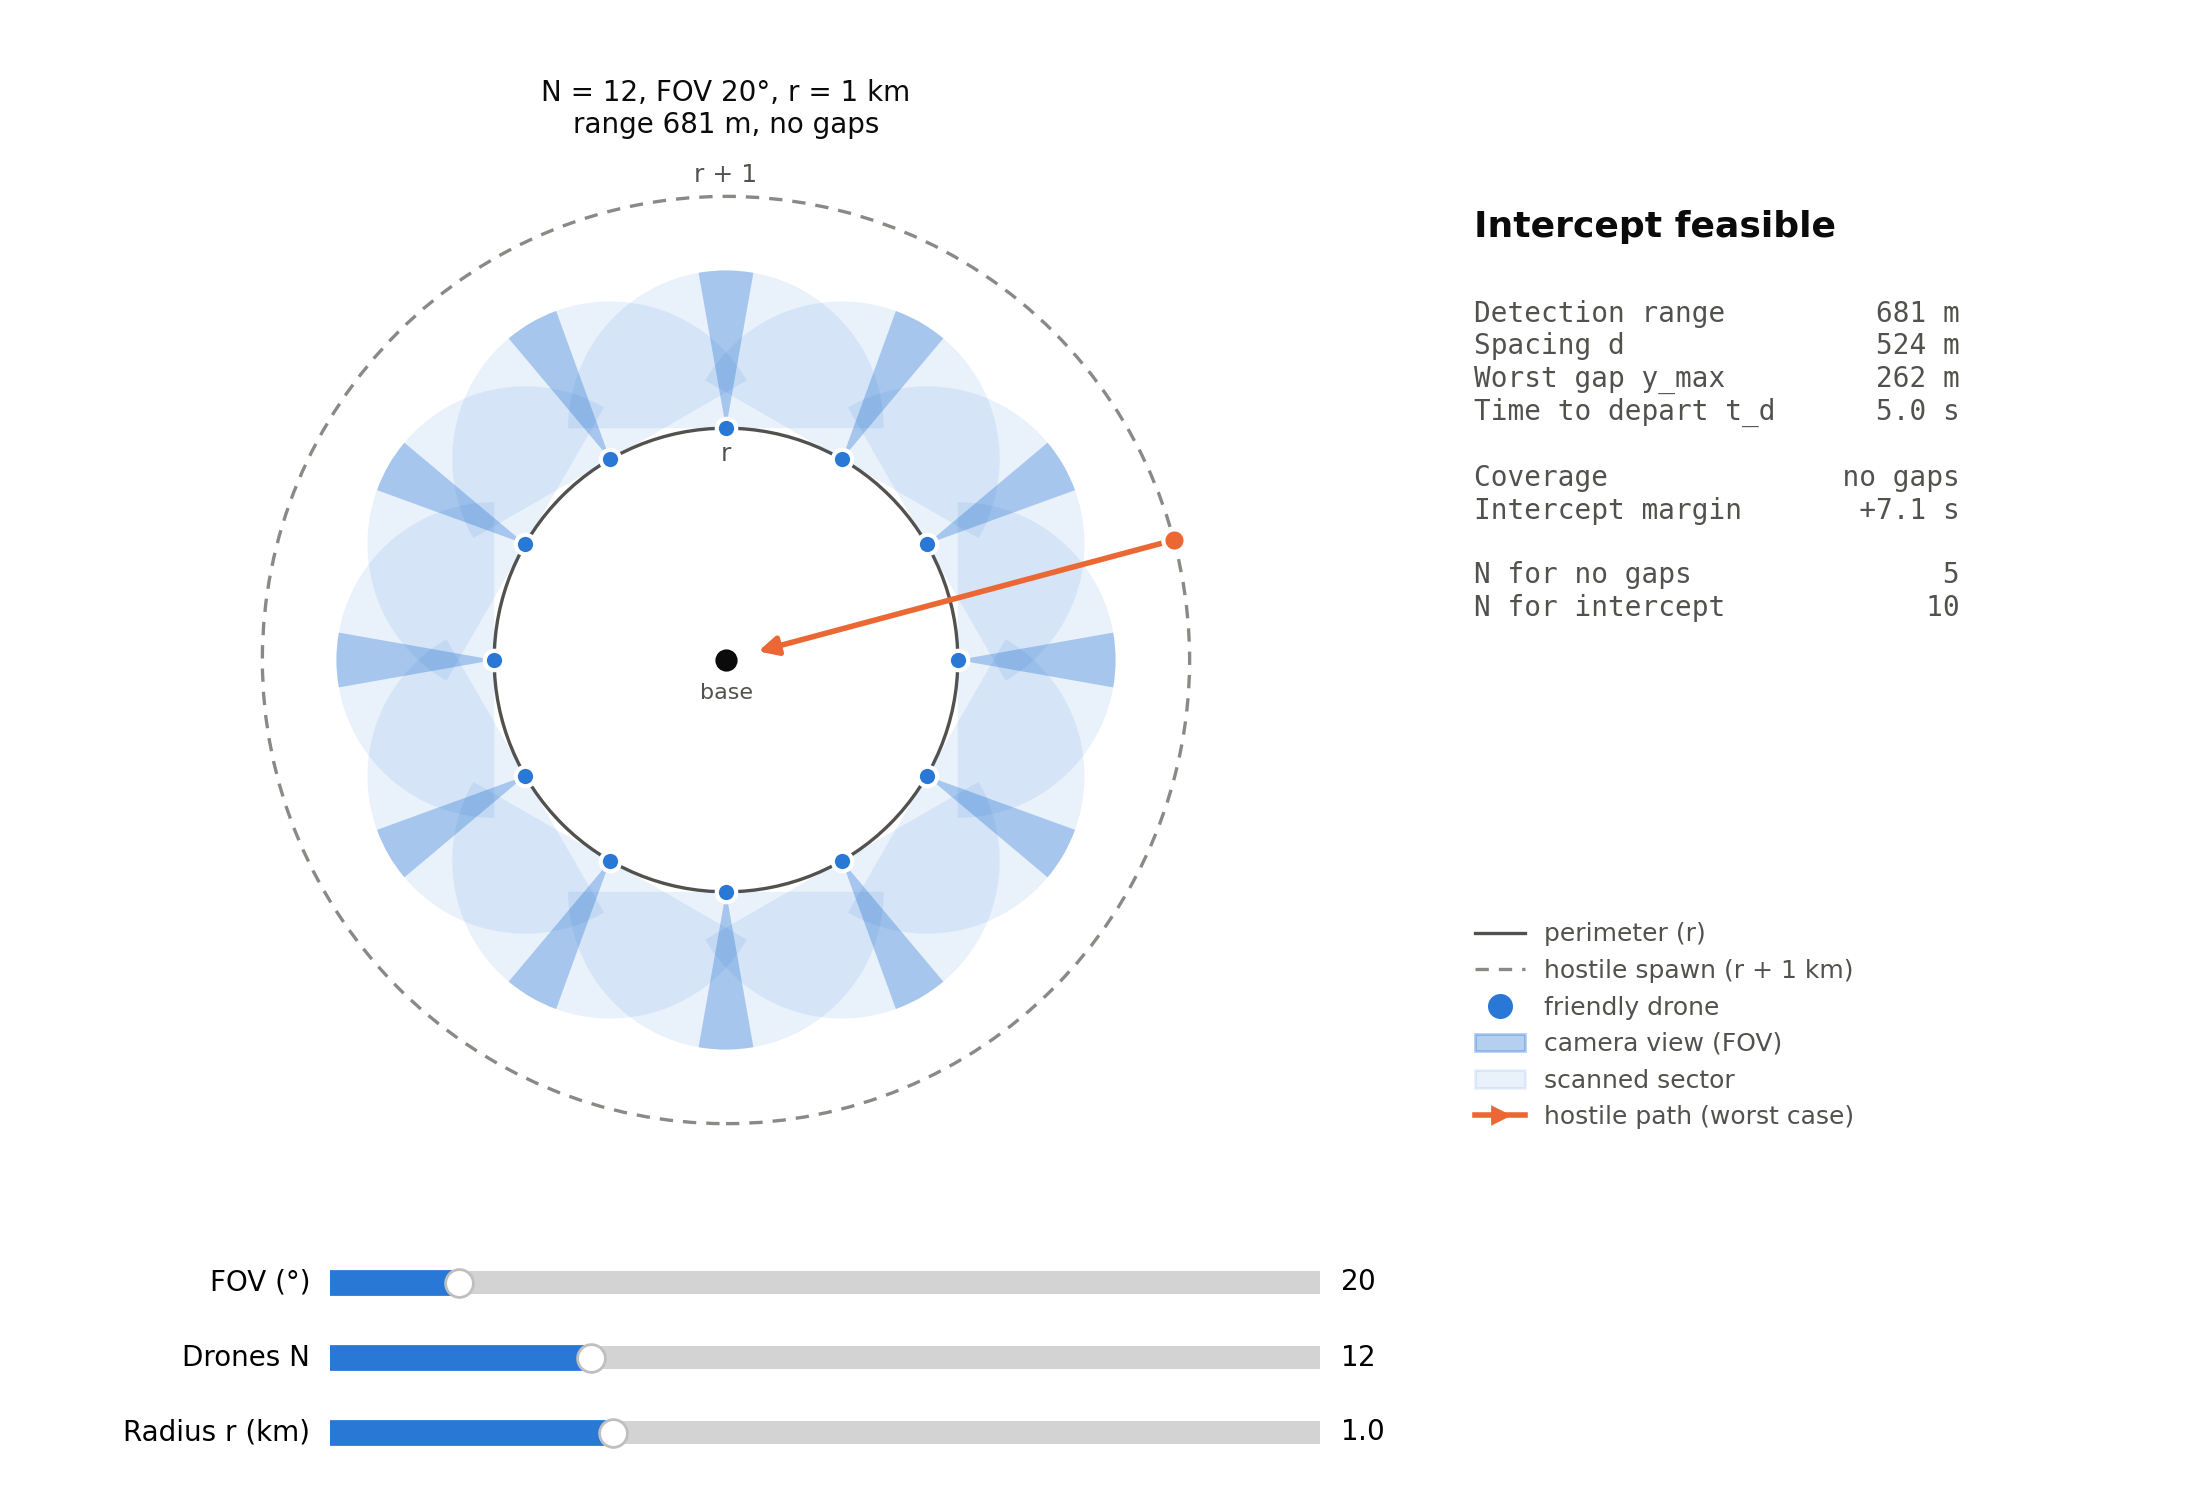 N = 12, FOV 20°, r = 1 km
range 681 m, no gaps
r + 1
r
base
Intercept feasible
Detection range 681 m
Spacing d 524 m
Worst gap y_max 262 m
Time to depart t_d 5.0 s
Coverage no gaps
Intercept margin +7.1 s
N for no gaps 5
N for intercept 10
perimeter (r)
hostile spawn (r + 1 km)
friendly drone
camera view (FOV)
scanned sector
hostile path (worst case)
FOV (°) 20
Drones N 12
Radius r (km) 1.0